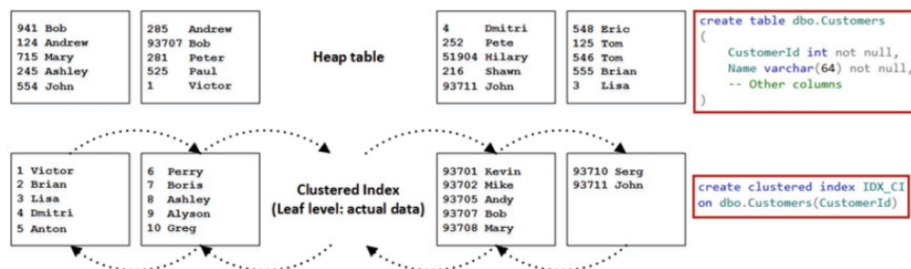 941 Bob
124 Andrew
715 Mary
245 Ashley
554 John
285 Andrew
93707 Bob
281 Peter
525 Paul
1 Victor
Heap table
4 Dmitri
252 Pete
51904 Hilary
216 Shawn
93711 John
548 Eric
125 Tom
546 Tom
555 Brian
3 Lisa
create table dbo.Customers
(
CustomerId int not null,
Name varchar(64) not null,
-- Other columns
)
1 Victor
2 Brian
3 Lisa
4 Dmitri
5 Anton
6 Perry
7 Boris
8 Ashley
9 Alyson
10 Greg
Clustered Index
(Leaf level: actual data)
93701 Kevin
93702 Mike
93705 Andy
93707 Bob
93708 Mary
93710 Serg
93711 John
create clustered index IDX_CI
on dbo.Customers(CustomerId)